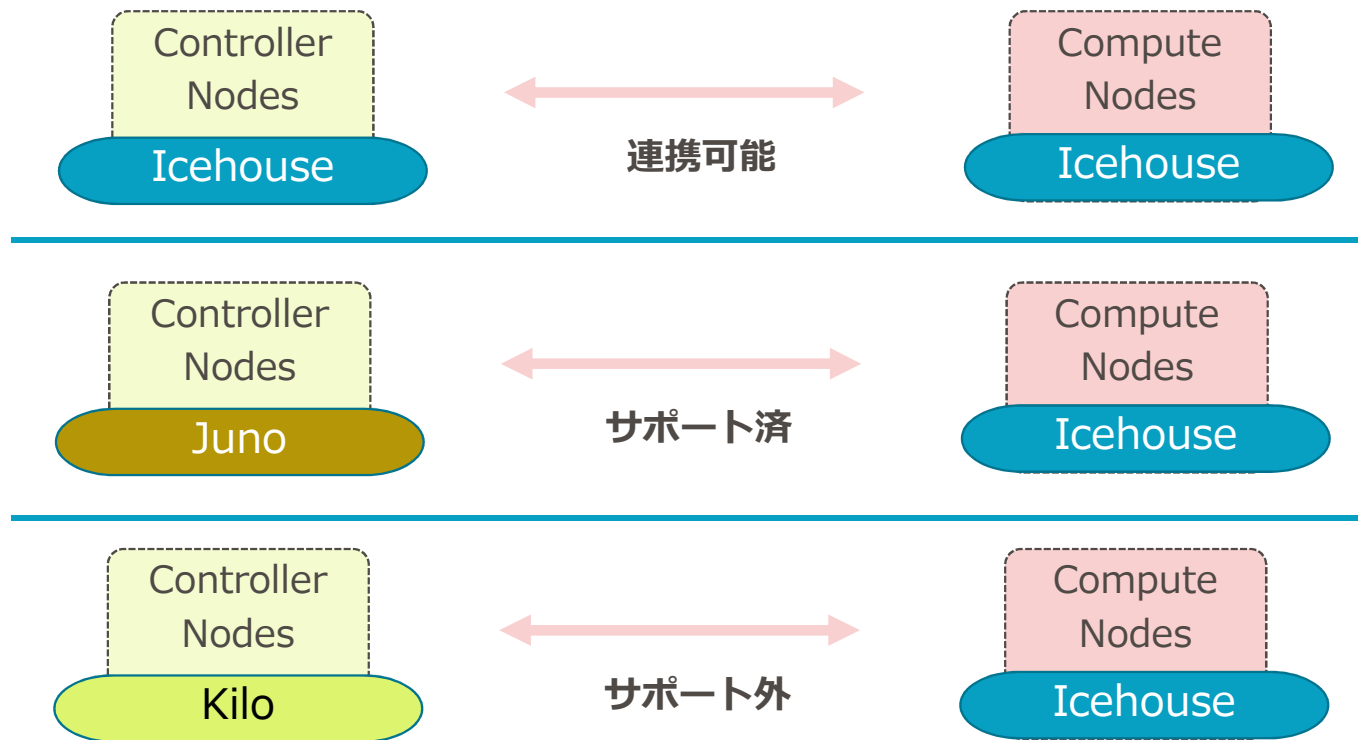 Controller
Nodes
Icehouse
連携可能
Compute
Nodes
Icehouse
Controller
Nodes
Juno
サポート済
Compute
Nodes
Icehouse
Controller
Nodes
Kilo
サポート外
Compute
Nodes
Icehouse